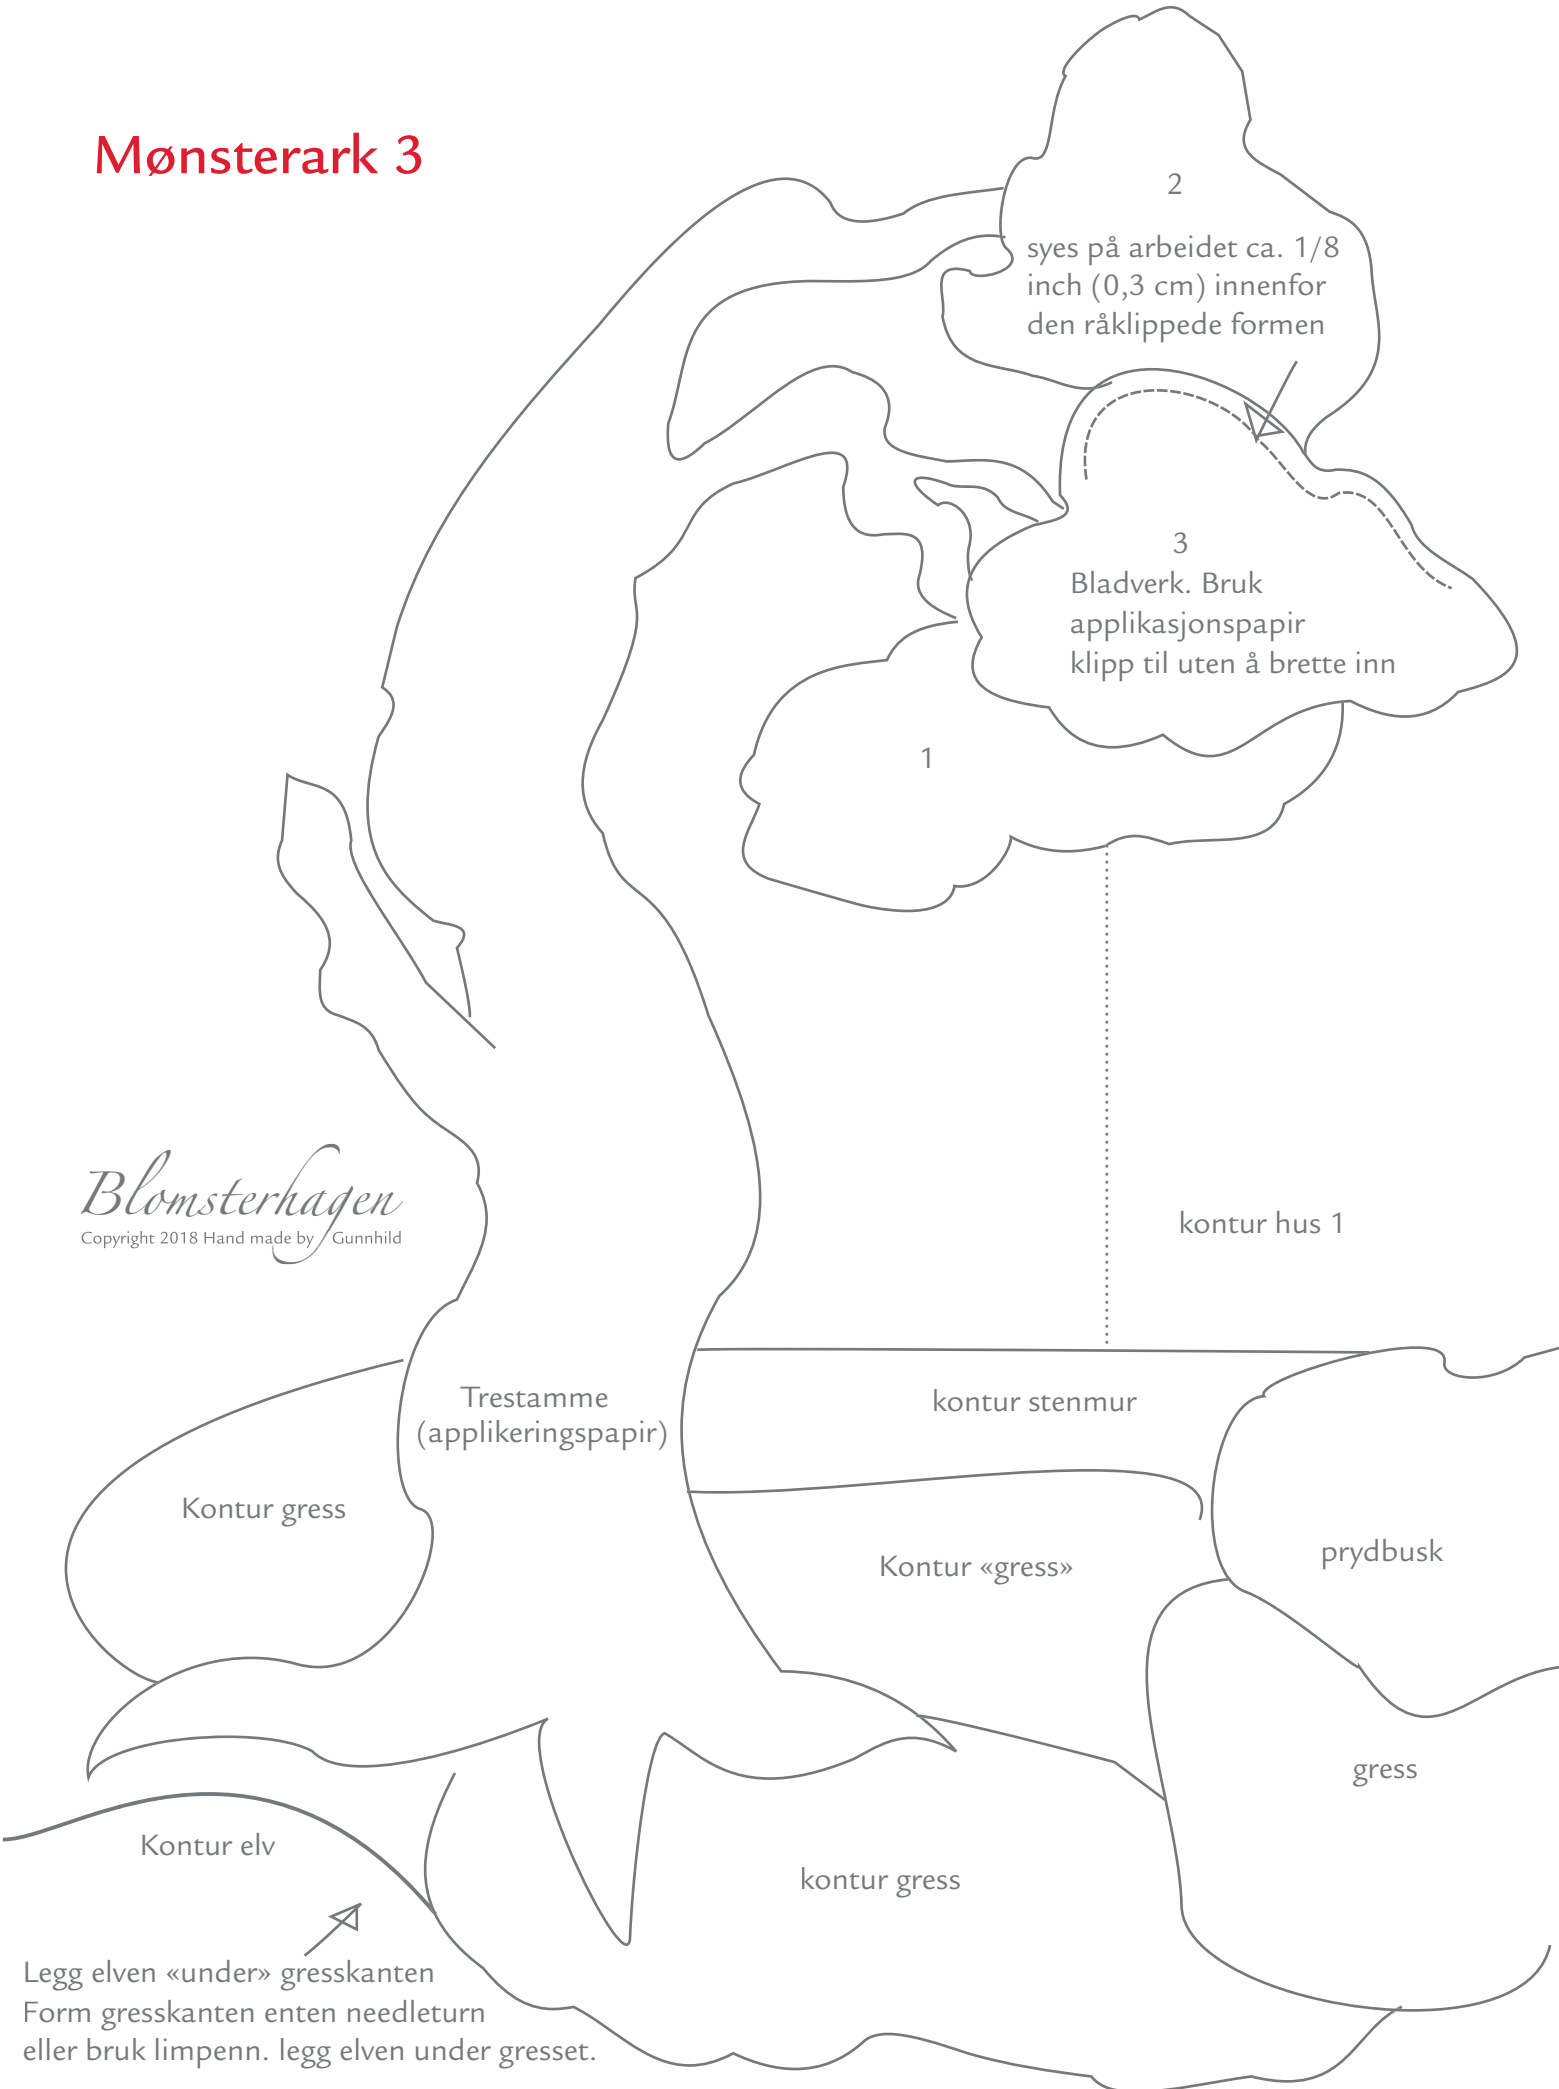 Mønsterark 3
2
syes på arbeidet ca. 1/8
inch (0,3 cm) innenfor
den råklippede formen
3
Bladverk. Bruk
applikasjonspapir
klipp til uten å brette inn
1
Blomsterhagen
Copyright 2018 Hand made by Gunnhild
kontur hus 1
Trestamme
(applikeringspapir)
kontur stenmur
Kontur gress
Kontur «gress»
prydbusk
gress
Kontur elv
kontur gress
Legg elven «under» gresskanten
Form gresskanten enten needleturn
eller bruk limpenn. legg elven under gresset.